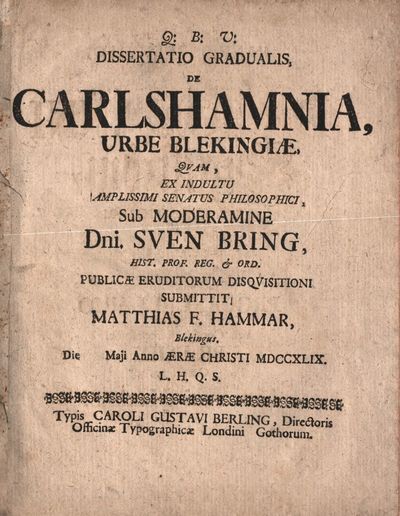 Q: B: V:
DISSERTATIO GRADUALIS,
DE
CARLSHAMNIA,
URBE BLEKINGIÆ,
QVAM,
EX INDULTU
AMPLISSIMI SENATUS PHILOSOPHICI,
Sub MODERAMINE
Dni. SVEN BRING,
HIST. PROF. REG. & ORD.
PUBLICÆ ERUDITORUM DISQVISITIONI
SUBMITTIT,
MATTHIAS F. HAMMAR,
Blekingus.
Die Maji Anno ÆRÆ CHRISTI MDCCXLIX.
L. H. Q. S.
Typis CAROLI GUSTAVI BERLING, Directoris
Officinæ Typographicæ Londini Gothorum.